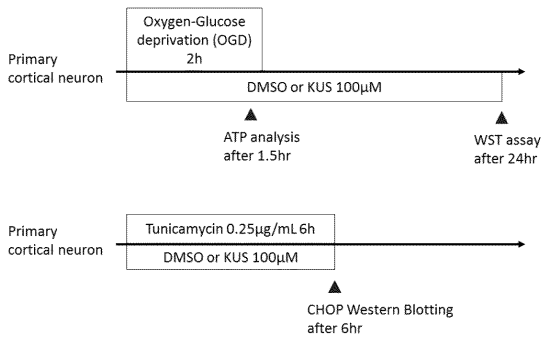 Oxygen-Glucose
deprivation (OGD)
2h
Primary
cortical neuron
DMSO or KUS 100μM
ATP analysis
after 1.5hr
WST assay
after 24hr
Primary
cortical neuron
Tunicamycin 0.25μg/mL 6h
DMSO or KUS 100μM
CHOP Western Blotting
after 6hr